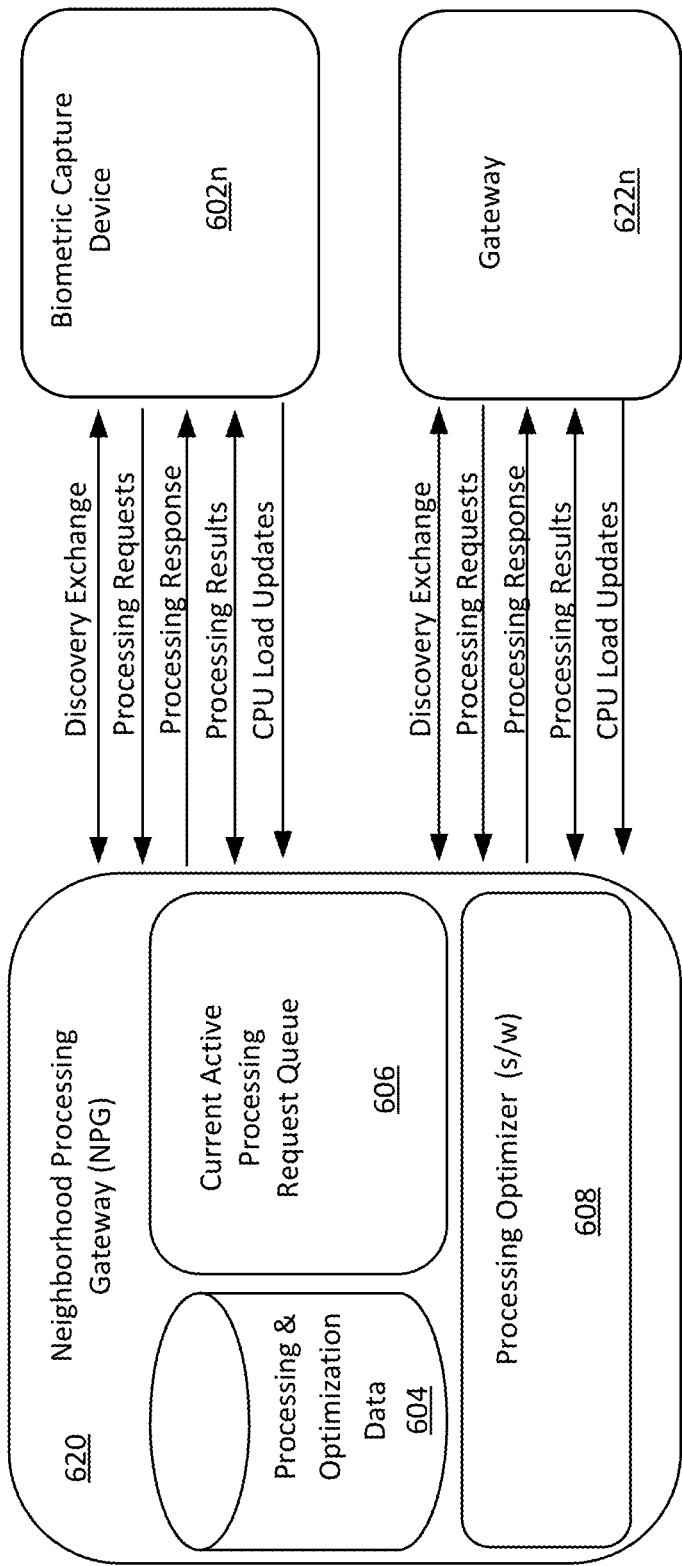 620
Neighborhood Processing
Gateway (NPG)
Processing &
Optimization
Data
604
Current Active
Processing
Request Queue
606
Processing Optimizer (s/w)
608
Discovery Exchange
Processing Requests
Processing Response
Processing Results
CPU Load Updates
Biometric Capture
Device
602n
Discovery Exchange
Processing Requests
Processing Response
Processing Results
CPU Load Updates
Gateway
622n